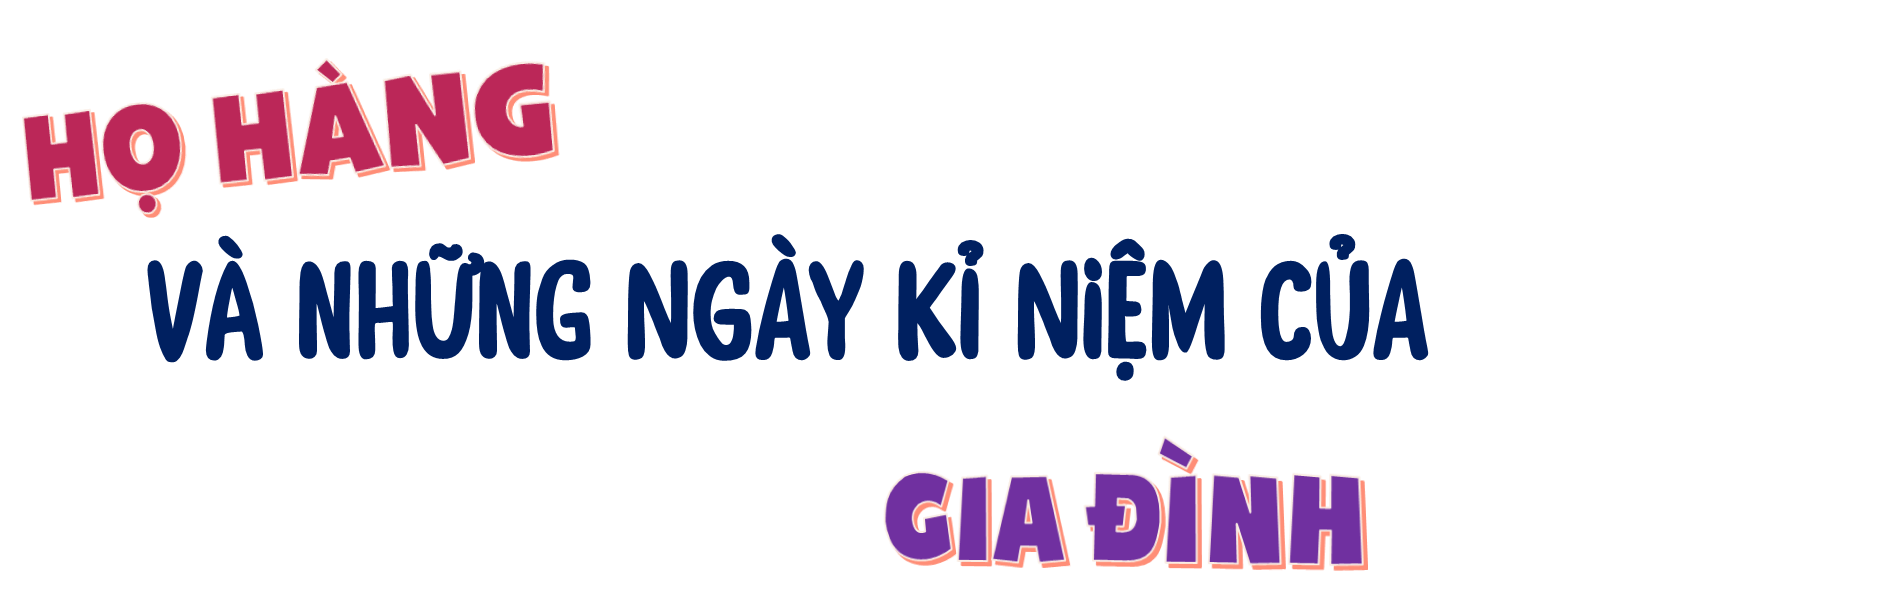 HỌ HÀNG
VÀ NHỮNG NGÀY KỈ NIỆM CỦA
GIA ĐÌNH